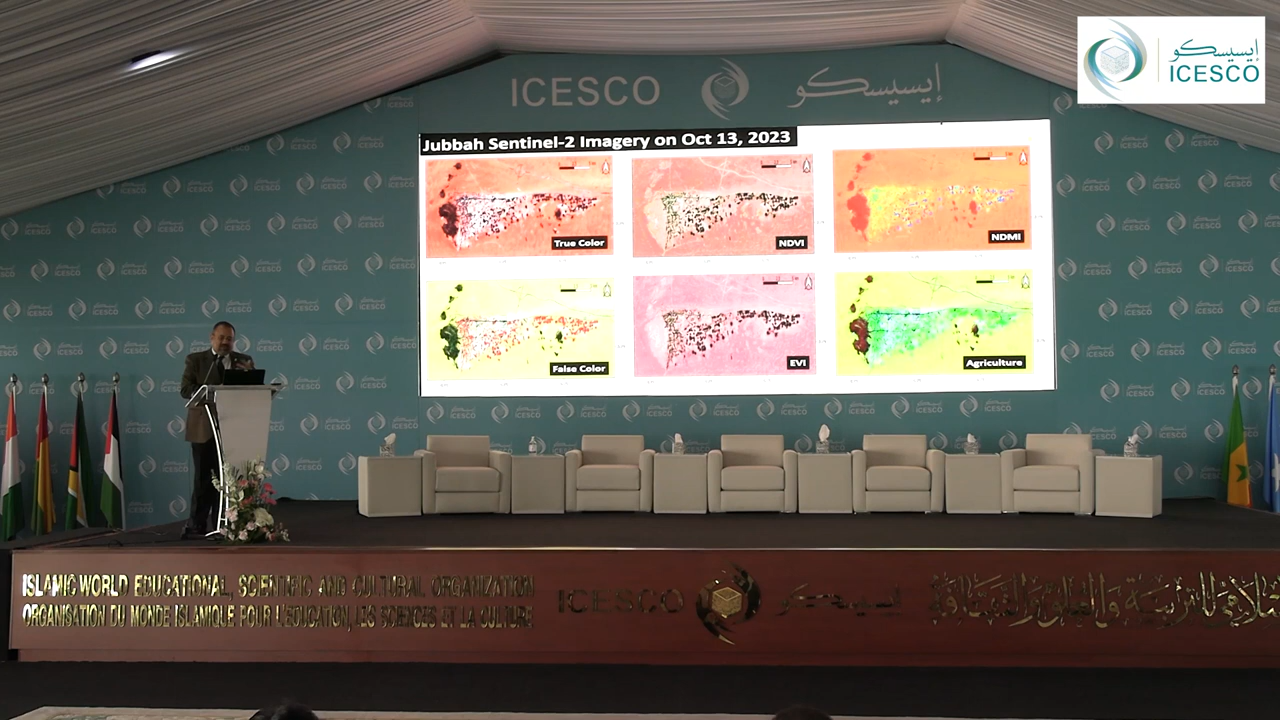 إيسيسكو
ICESCO
ICESCO إيسيسكو
Jubbah Sentinel-2 Imagery on Oct 13, 2023
True Color
NDVI
NDMI
False Color
EVI
Agriculture
ISLAMIC WORLD EDUCATIONAL, SCIENTIFIC AND CULTURAL ORGANIZATION
ORGANISATION DU MONDE ISLAMIQUE POUR L'ÉDUCATION, LES SCIENCES ET LA CULTURE
ICESCO إيسيسكو